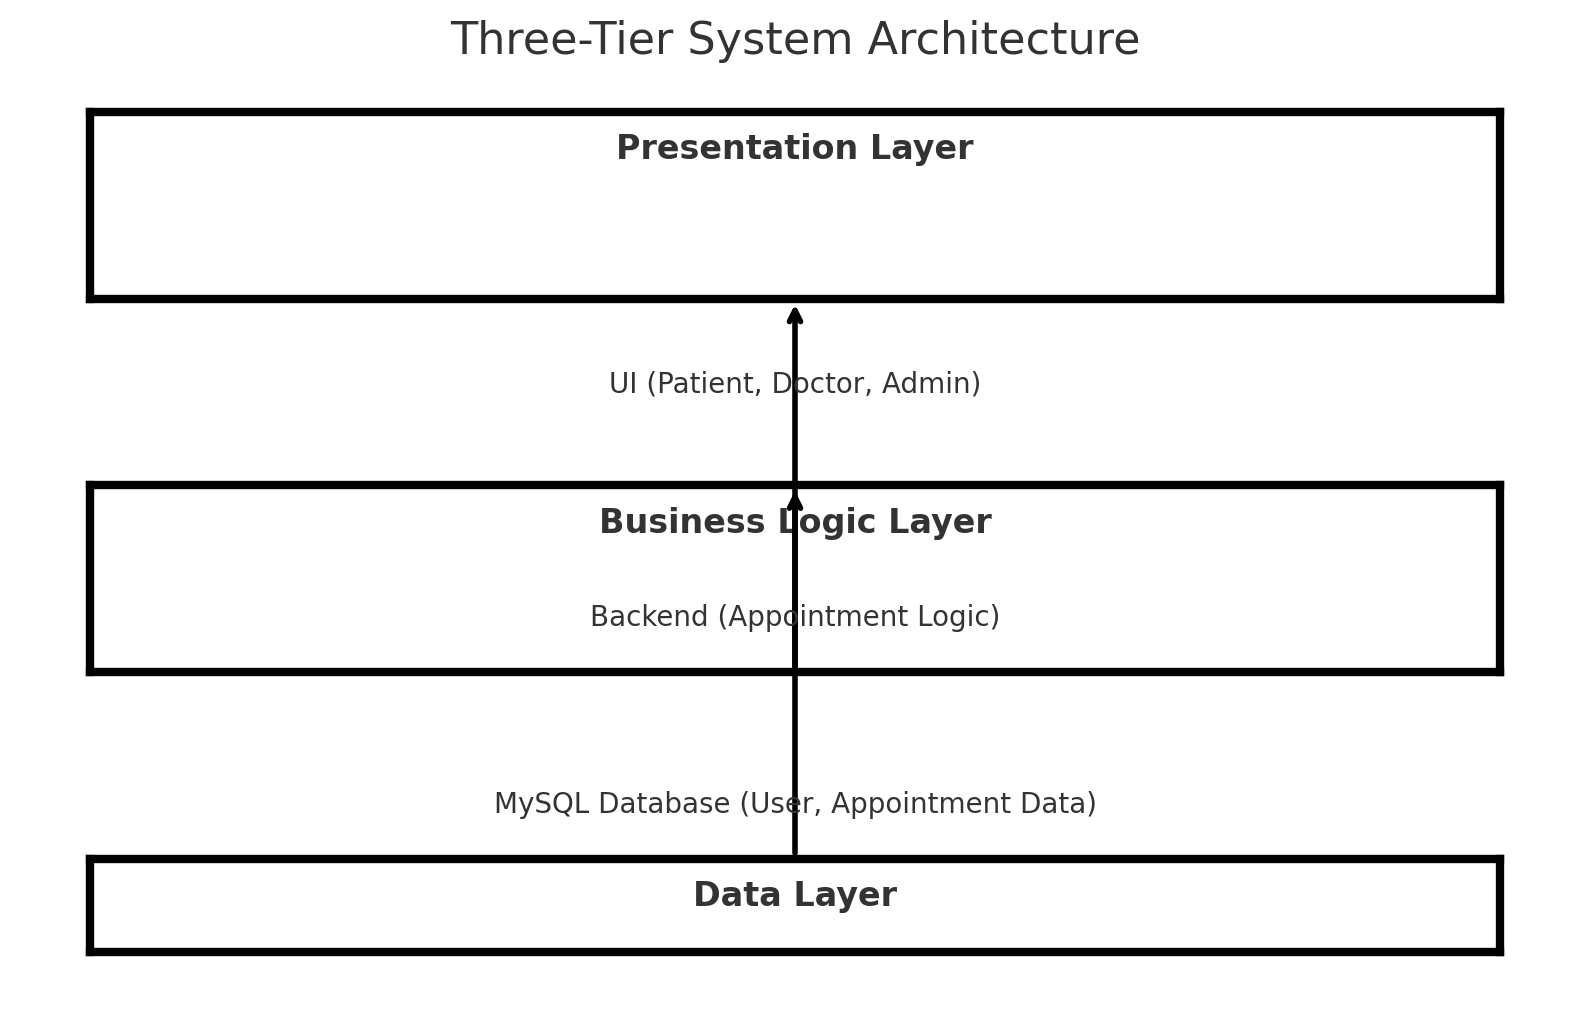 Three-Tier System Architecture
Presentation Layer
UI (Patient, Doctor, Admin)
Business Logic Layer
Backend (Appointment Logic)
MySQL Database (User, Appointment Data)
Data Layer